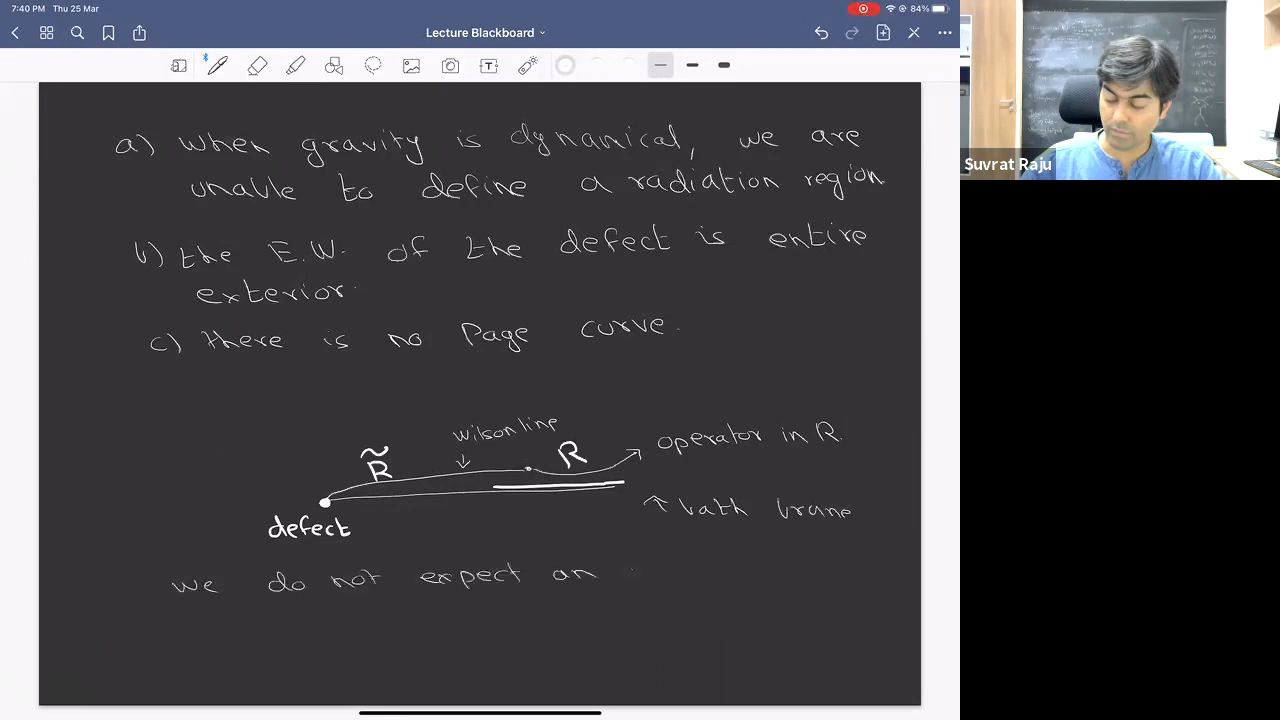 7:40 PM Thu 25 Mar
84%
Lecture Blackboard
Suvrat Raju
a) when gravity is dynanical, we are
unable to define a radiation region
b) the E.W. of the defect is entire
exterior.
c) there is no Page curve.
wilson line
R̃
R
operator in R.
defect
↑ bath brane
we do not expect an